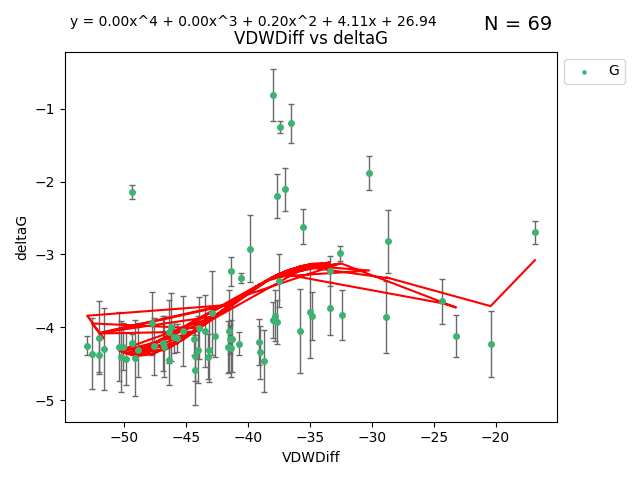 y = 0.00x^4 + 0.00x^3 + 0.20x^2 + 4.11x + 26.94
N = 69
VDWDiff vs deltaG
G
−1
−2
−3
−4
−5
deltaG
−50 −45 −40 −35 −30 −25 −20
VDWDiff